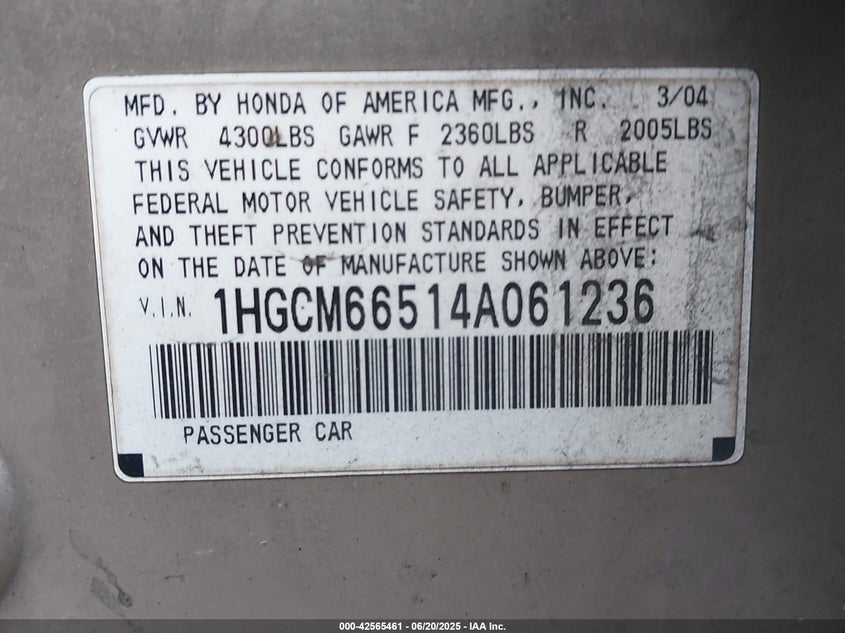 MFD. BY HONDA OF AMERICA MFG., INC. 3/04
GVWR 4300LBS GAWR F 2360LBS R 2005LBS
THIS VEHICLE CONFORMS TO ALL APPLICABLE
FEDERAL MOTOR VEHICLE SAFETY, BUMPER,
AND THEFT PREVENTION STANDARDS IN EFFECT
ON THE DATE OF MANUFACTURE SHOWN ABOVE:
V.I.N. 1HGCM66514A061236
PASSENGER CAR
000-42565461 - 06/20/2025 - IAA Inc.